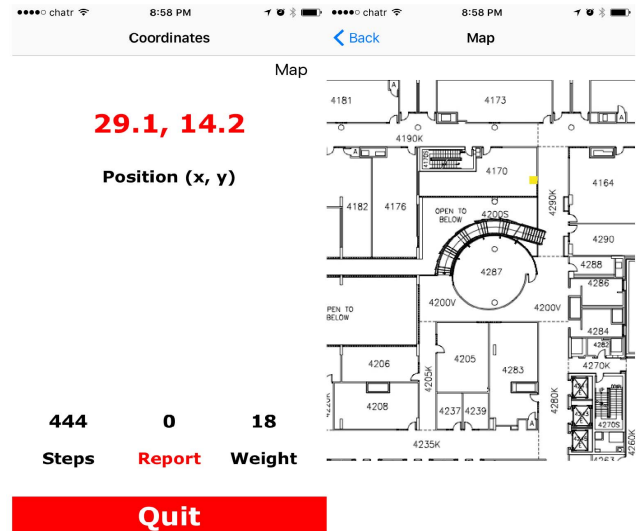 chatr 8:58 PM
Coordinates
Map
29.1, 14.2
Position (x, y)
444 0 18
Steps Report Weight
Quit
chatr 8:58 PM
Back Map
4181 A 4173
4190K
A
4170S
4170 4164
4182 4176
4290K
OPEN TO
BELOW
4200S
4290
4287
4288
4286
4200V 4200V
OPEN TO
BELOW
4284
4282
4206 4205 4283
4205K
4270K
4208
4280K
4237 4239 A
4270S
4235K
4260K
4263